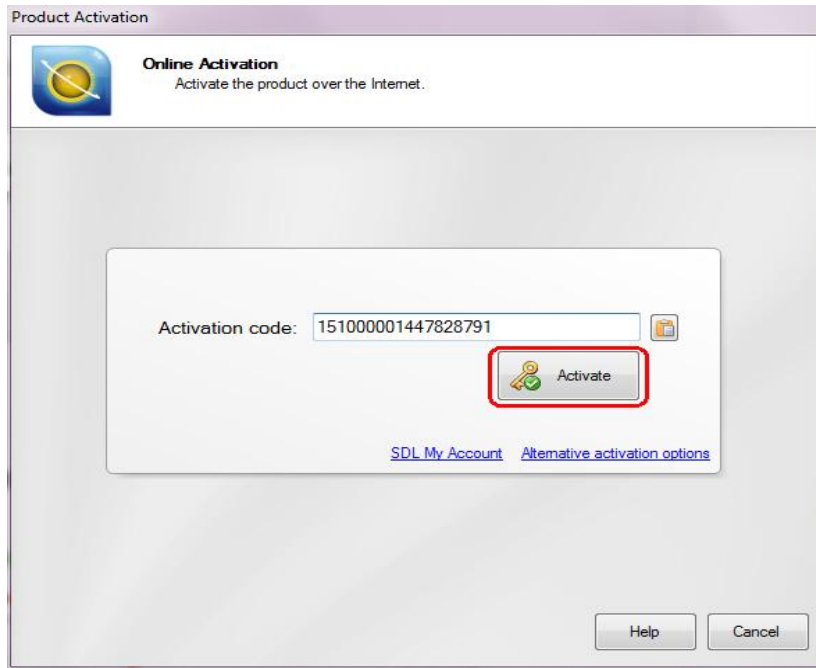 Product Activation
Online Activation
Activate the product over the Internet.
Activation code: 151000001447828791
Activate
SDL My Account Alternative activation options
Help Cancel